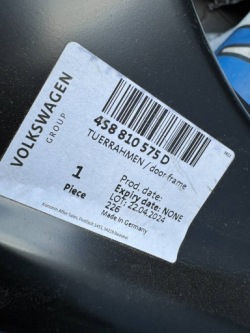 VOLKSWAGEN
GROUP
4S8 810 575 D
TUERRAHMEN / door frame
1
Piece
Prod. date:
Expiry date: NONE
LOT: 22.04.2024
226
Made in Germany